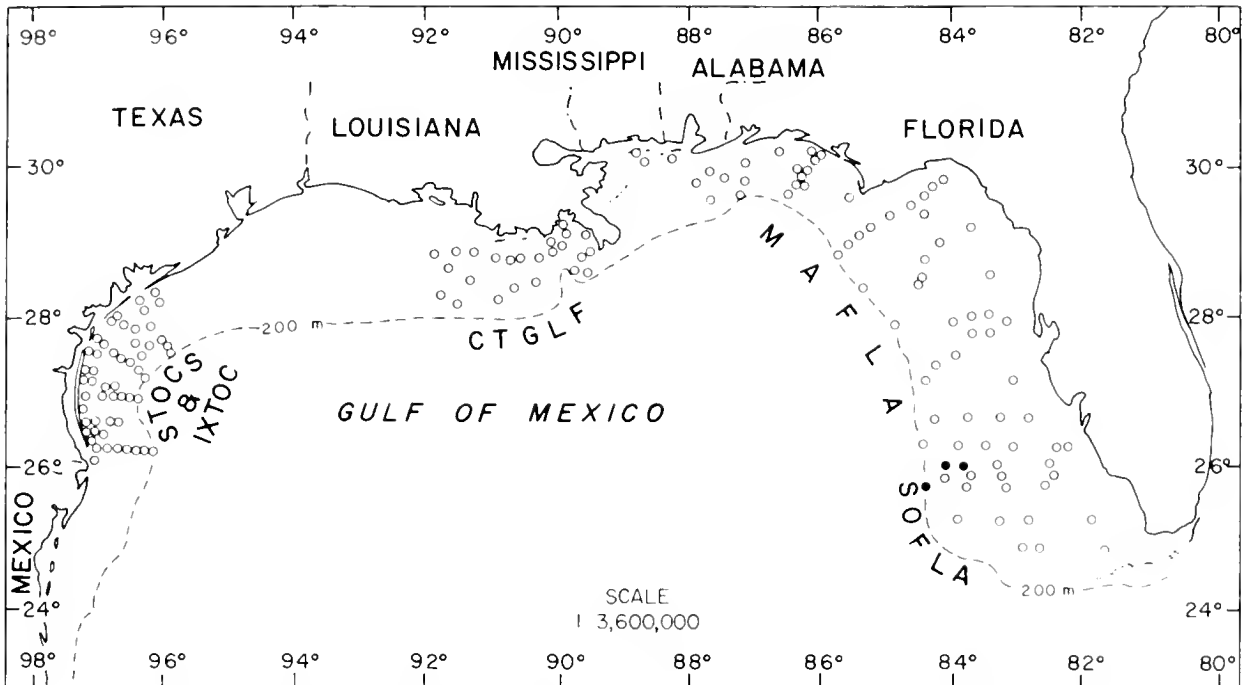 98° 96° 94° 92° 90° 88° 86° 84° 82° 80°
MISSISSIPPI ALABAMA
TEXAS LOUISIANA FLORIDA
30° 30°
MAFLA
28° 200 m CTGLF 28°
STOCS & IXTOC
GULF OF MEXICO
26° 26°
SOFLA
MEXICO
200 m
24° SCALE 24°
1 3,600,000
98° 96° 94° 92° 90° 88° 86° 84° 82° 80°